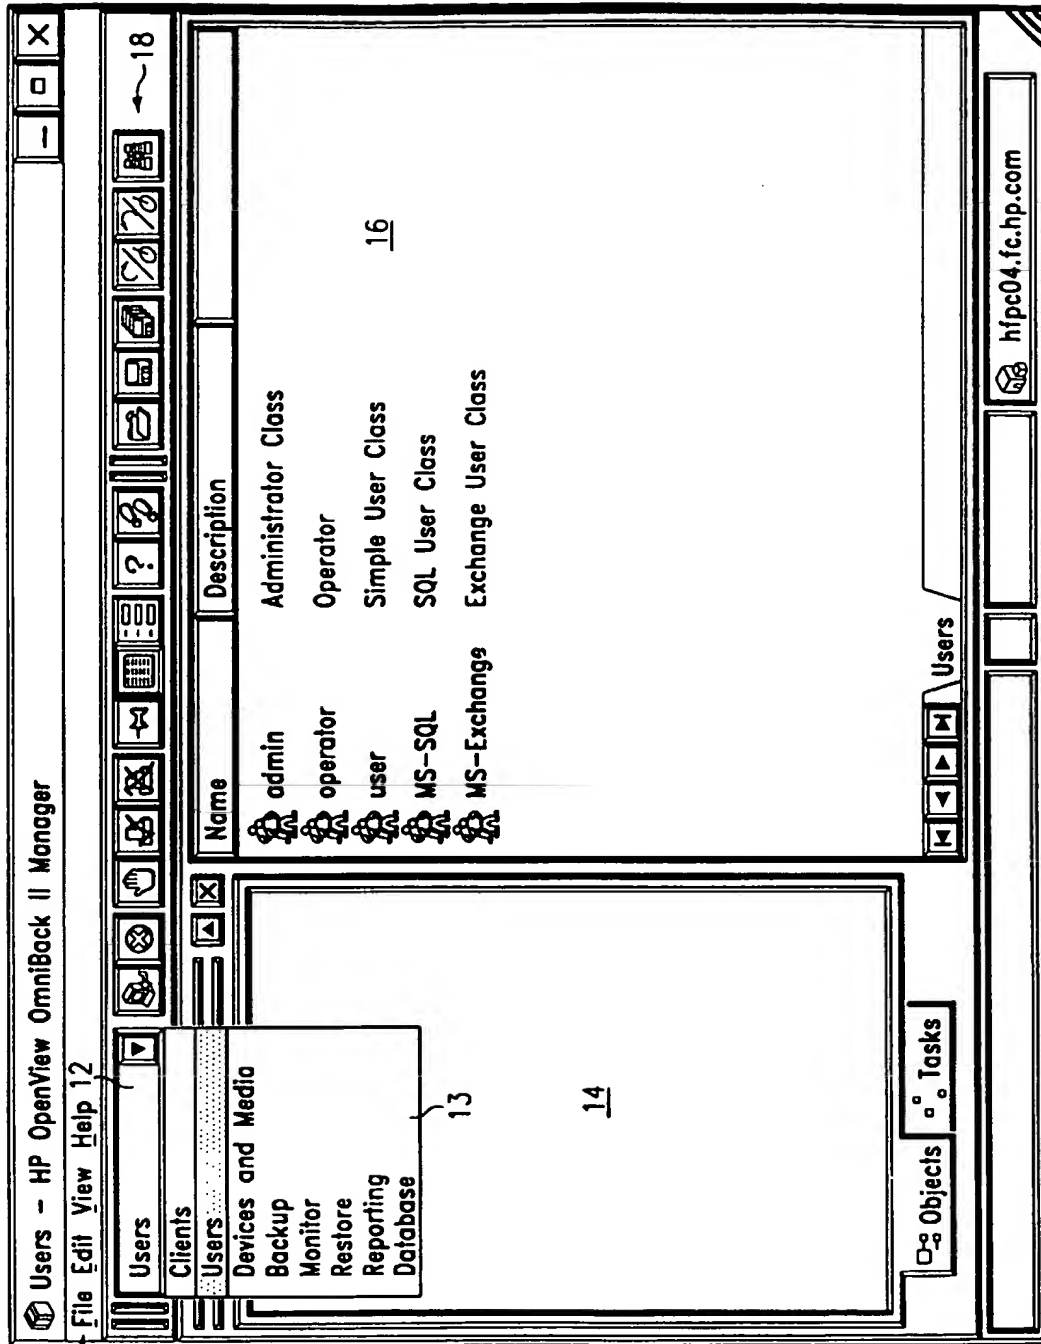 Users – HP OpenView OmniBack II Manager
File Edit View Help 12
18
Users
Clients
Users
Devices and Media
Backup
Monitor
Restore
Reporting
Database
13
14
Objects
Tasks
Name Description
admin Administrator Class
operator Operator
user Simple User Class
MS-SQL SQL User Class
MS-Exchange Exchange User Class
16
Users
?
hfpc04.fc.hp.com